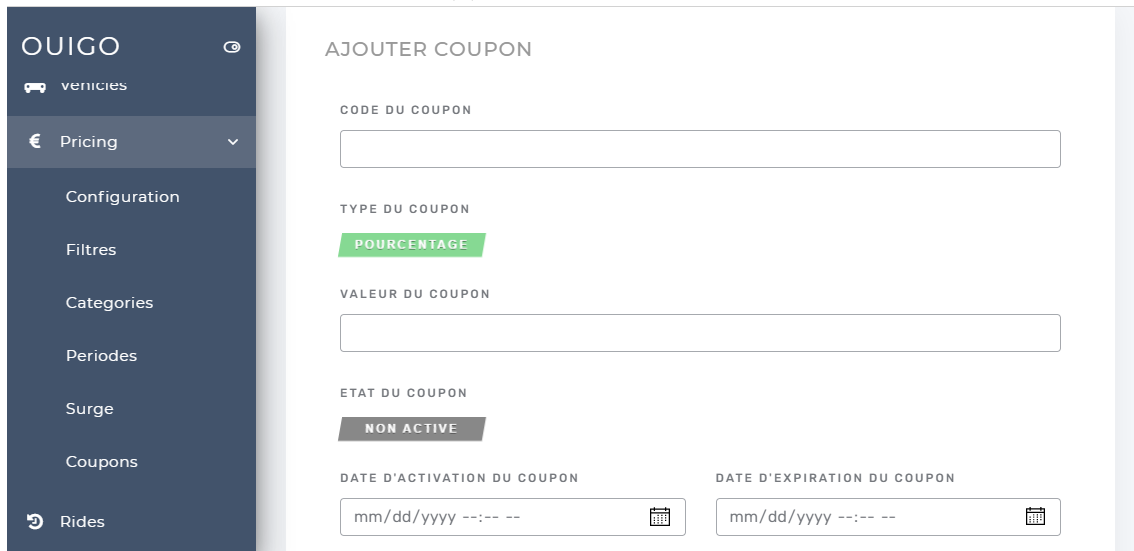 OUIGO
Vehicles
€ Pricing
Configuration
Filtres
Categories
Periodes
Surge
Coupons
Rides
AJOUTER COUPON
CODE DU COUPON
TYPE DU COUPON
POURCENTAGE
VALEUR DU COUPON
ETAT DU COUPON
NON ACTIVE
DATE D'ACTIVATION DU COUPON DATE D'EXPIRATION DU COUPON
mm/dd/yyyy --:-- -- mm/dd/yyyy --:-- --